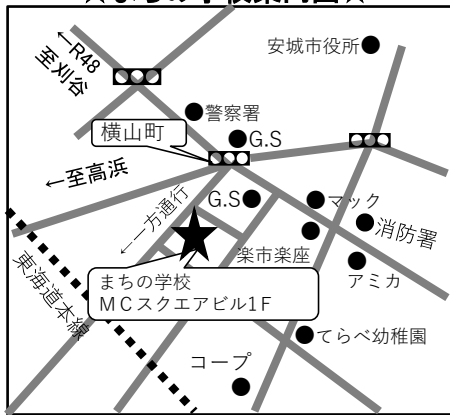 ★まちの学校案内図★
←R48
至刈谷
安城市役所
警察署
横山町
G.S
←至高浜
←一方通行
G.S
マック
消防署
楽市楽座
アミカ
まちの学校
ＭＣスクエアビル1Ｆ
東海道本線
てらべ幼稚園
コープ